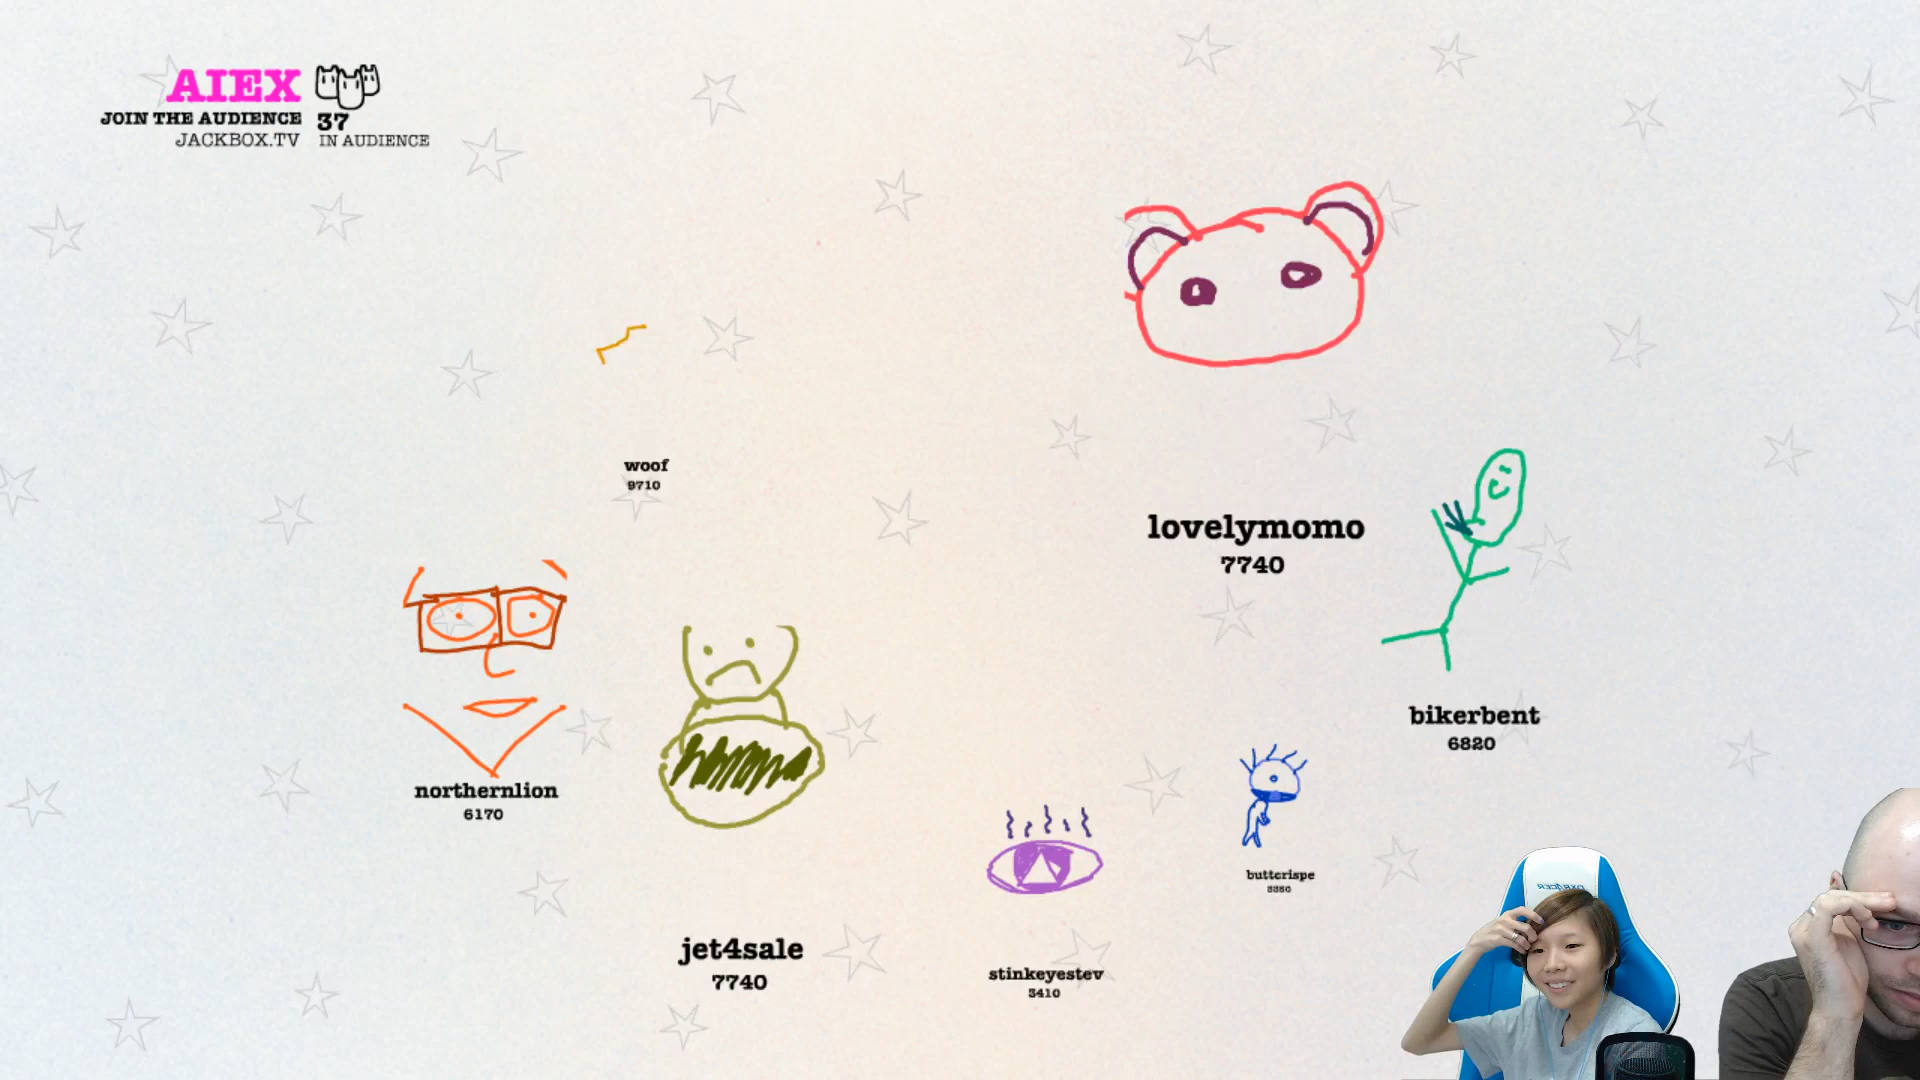 AIEX
JOIN THE AUDIENCE
JACKBOX.TV
37
IN AUDIENCE
woof
9710
lovelymomo
7740
bikerbent
6820
northernlion
6170
buttcrispe
jet4sale
7740
stinkeyestev
3410